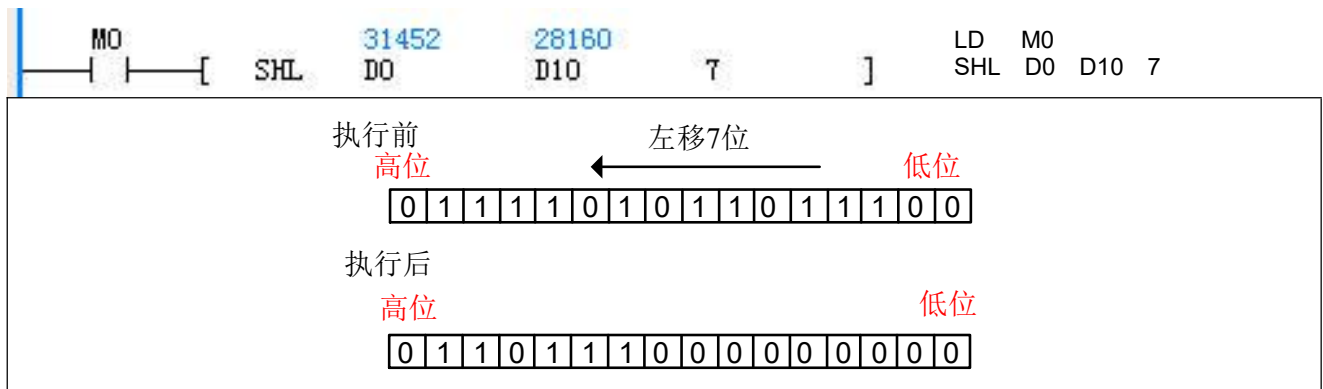 M0 31452 28160 LD M0
[ SHL D0 D10 7 ] SHL D0 D10 7
执行前 左移7位
高位 低位
0 1 1 1 1 0 1 0 1 1 0 1 1 1 0 0
执行后
高位 低位
0 1 1 0 1 1 1 0 0 0 0 0 0 0 0 0